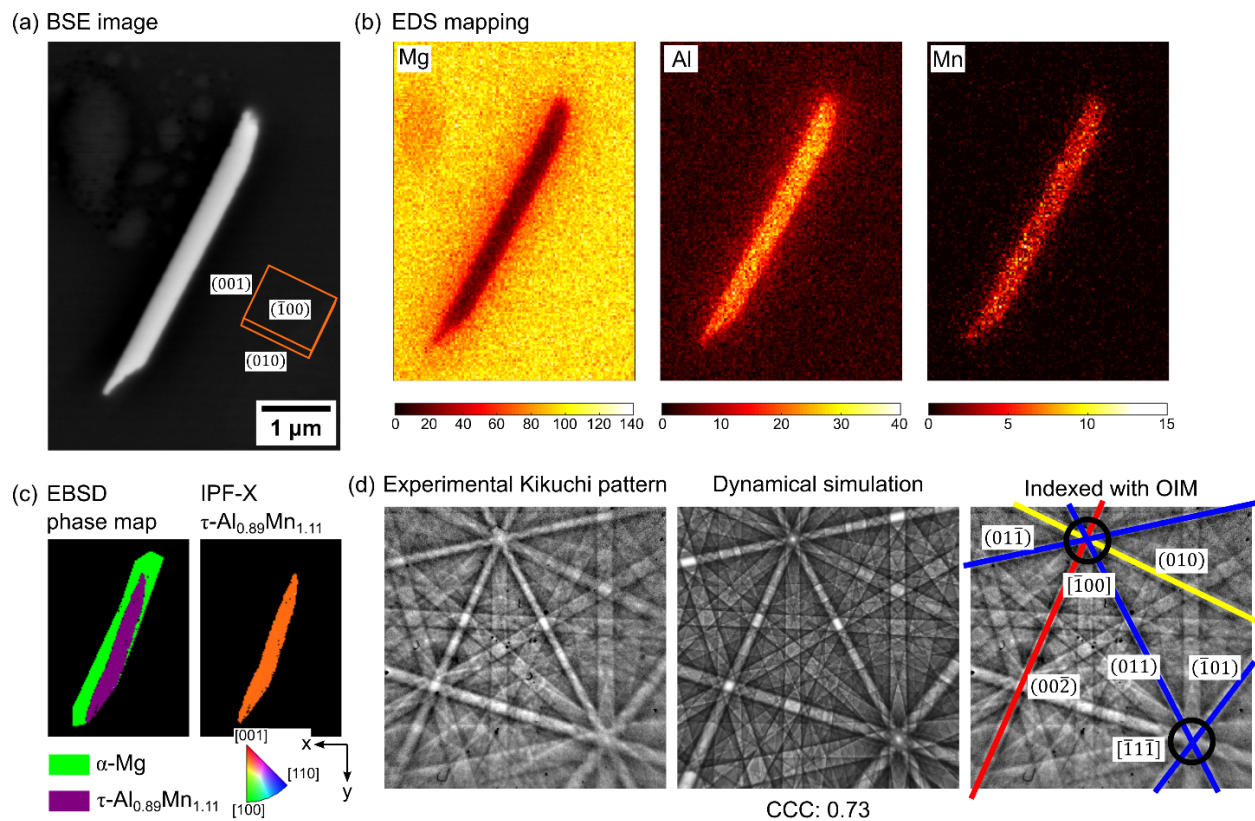 (a) BSE image
(001)
(1̅00)
(010)
1 μm
(b) EDS mapping
Mg
Al
Mn
0 20 40 60 80 100 120 140
0 10 20 30 40
0 5 10 15
(c) EBSD
phase map
IPF-X
τ-Al₀.₈₉Mn₁.₁₁
α-Mg
τ-Al₀.₈₉Mn₁.₁₁
[001]
[110]
[100]
x
y
(d) Experimental Kikuchi pattern
Dynamical simulation
Indexed with OIM
(011̅)
(010)
[1̅00]
(011)
(1̅01)
(002̅)
[1̅11̅]
CCC: 0.73